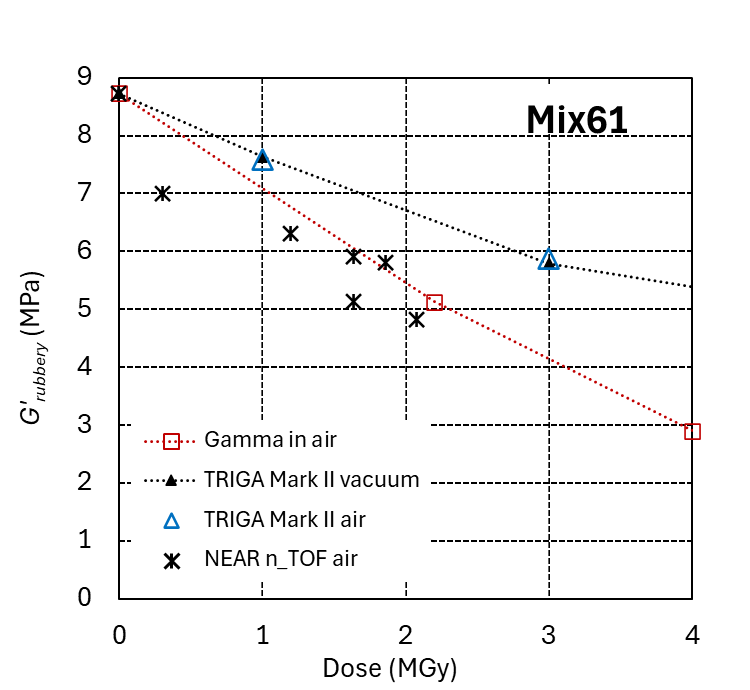 Mix61
9
8
7
6
5
4
3
2
1
0
G'rubbery (MPa)
Gamma in air
TRIGA Mark II vacuum
TRIGA Mark II air
NEAR n_TOF air
0 1 2 3 4
Dose (MGy)